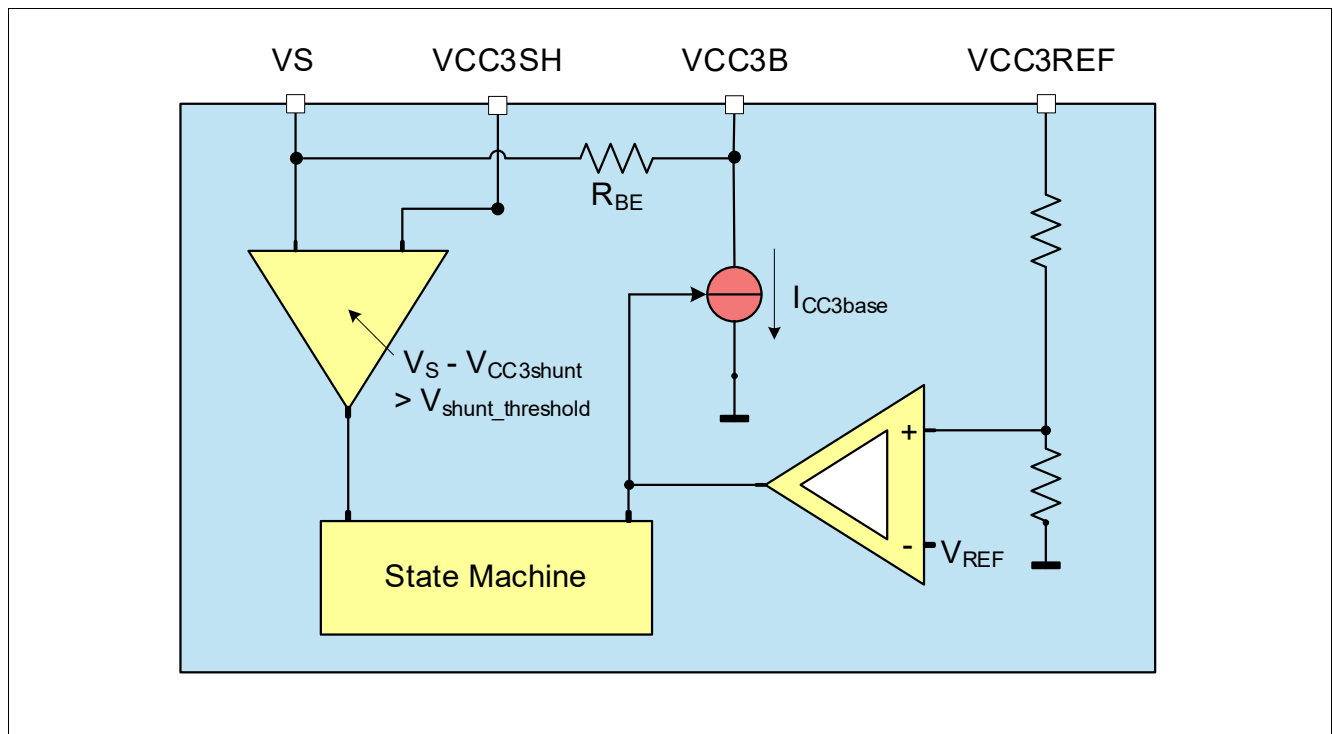 VS
VCC3SH
VCC3B
VCC3REF
RBE
ICC3base
VS - VCC3shunt
> Vshunt_threshold
+
-
VREF
State Machine